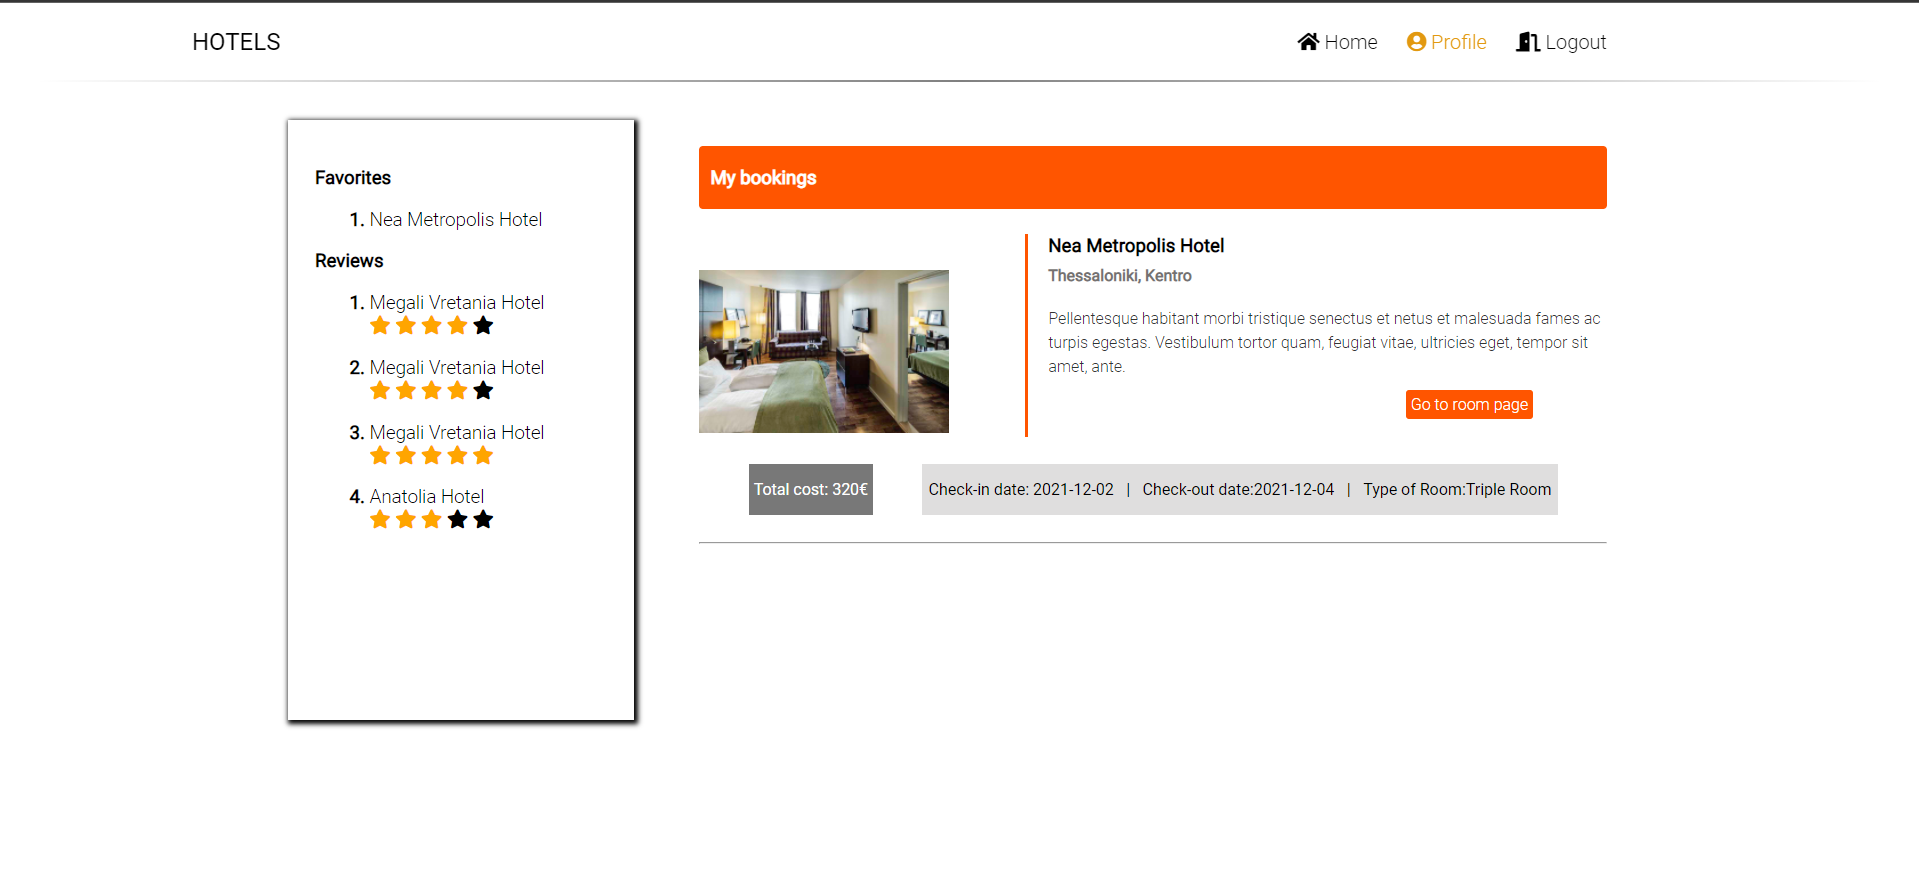 HOTELS
Home Profile Logout
Favorites
1. Nea Metropolis Hotel
Reviews
1. Megali Vretania Hotel
2. Megali Vretania Hotel
3. Megali Vretania Hotel
4. Anatolia Hotel
My bookings
Nea Metropolis Hotel
Thessaloniki, Kentro
Pellentesque habitant morbi tristique senectus et netus et malesuada fames ac
turpis egestas. Vestibulum tortor quam, feugiat vitae, ultricies eget, tempor sit
amet, ante.
Go to room page
Total cost: 320€
Check-in date: 2021-12-02 | Check-out date:2021-12-04 | Type of Room:Triple Room